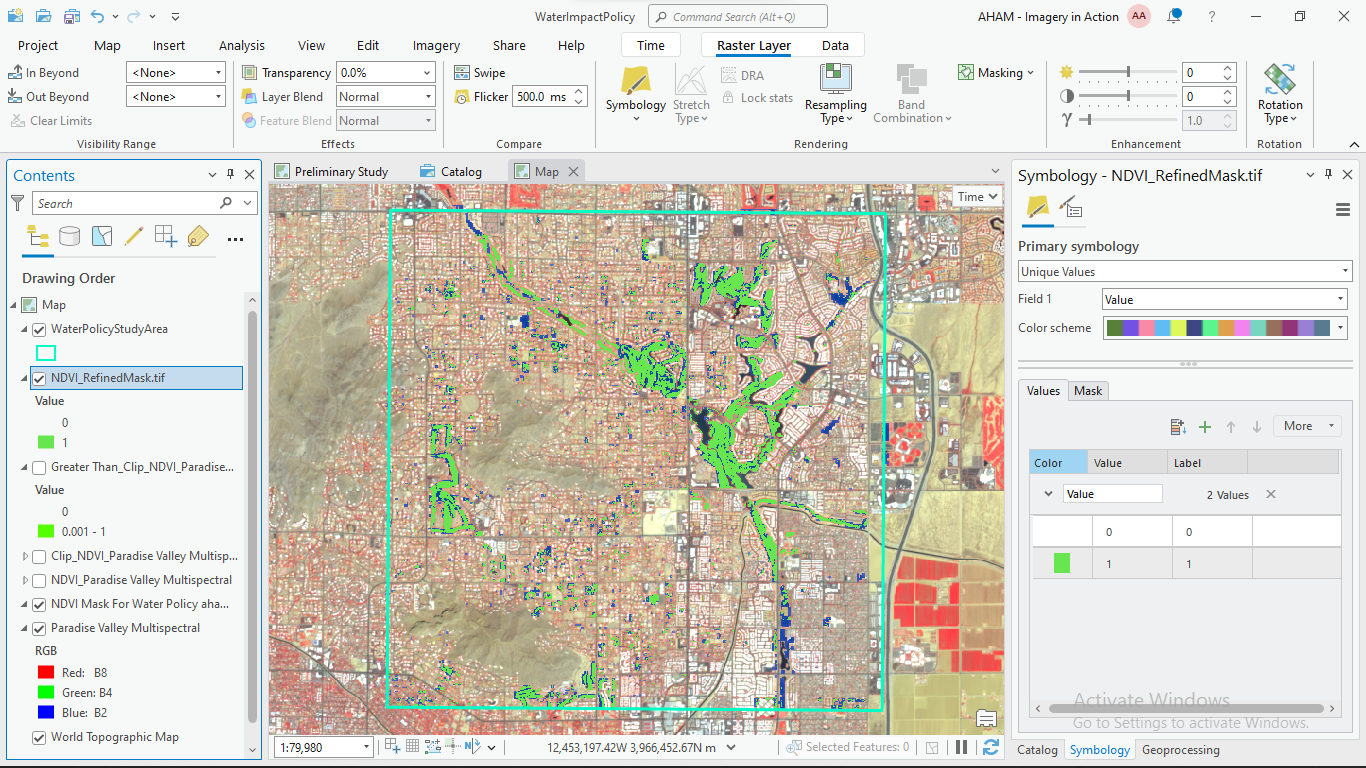 WaterImpactPolicy
Command Search (Alt+Q)
AHAM - Imagery in Action
AA
?
Project
Map
Insert
Analysis
View
Edit
Imagery
Share
Help
Time
Raster Layer
Data
In Beyond
<None>
Out Beyond
<None>
Clear Limits
Visibility Range
Transparency
0.0%
Layer Blend
Normal
Feature Blend
Normal
Effects
Swipe
Flicker
500.0 ms
Compare
Symbology
Stretch
Type
DRA
Lock stats
Resampling
Type
Band
Combination
Masking
Rendering
0
0
γ
1.0
Enhancement
Rotation
Type
Rotation
Contents
Search
Drawing Order
Map
WaterPolicyStudyArea
NDVI_RefinedMask.tif
Value
0
1
Greater Than_Clip_NDVI_Paradise...
Value
0
0.001 - 1
Clip_NDVI_Paradise Valley Multisp...
NDVI_Paradise Valley Multispectral
NDVI Mask For Water Policy aha...
Paradise Valley Multispectral
RGB
Red: B8
Green: B4
Blue: B2
World Topographic Map
Preliminary Study
Catalog
Map
Time
1:79,980
12,453,197.42W 3,966,452.67N m
Selected Features: 0
Symbology - NDVI_RefinedMask.tif
Primary symbology
Unique Values
Field 1
Value
Color scheme
Values
Mask
More
Color
Value
Label
Value
2 Values
0
0
1
1
Activate Windows
Go to Settings to activate Windows.
Catalog
Symbology
Geoprocessing